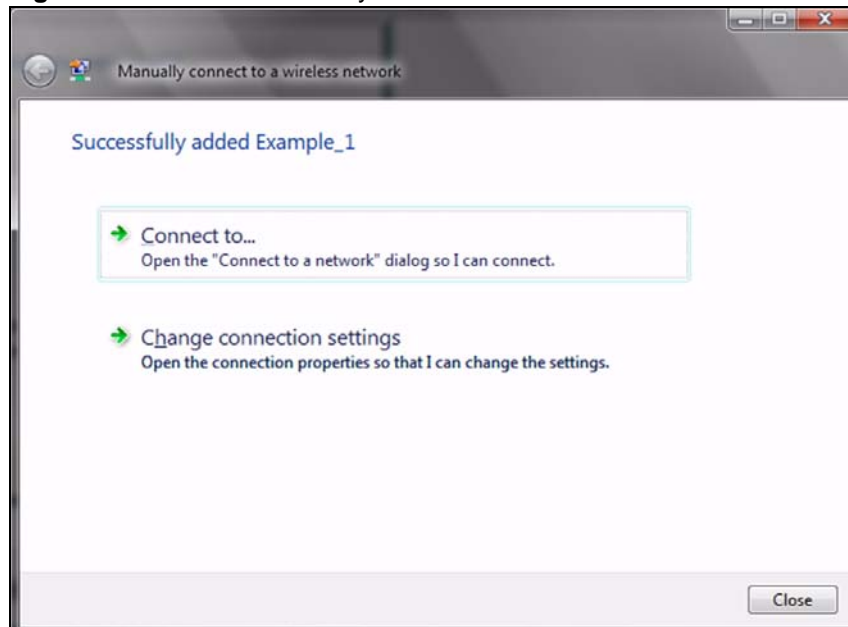 Manually connect to a wireless network
Successfully added Example_1
Connect to...
Open the "Connect to a network" dialog so I can connect.
Change connection settings
Open the connection properties so that I can change the settings.
Close